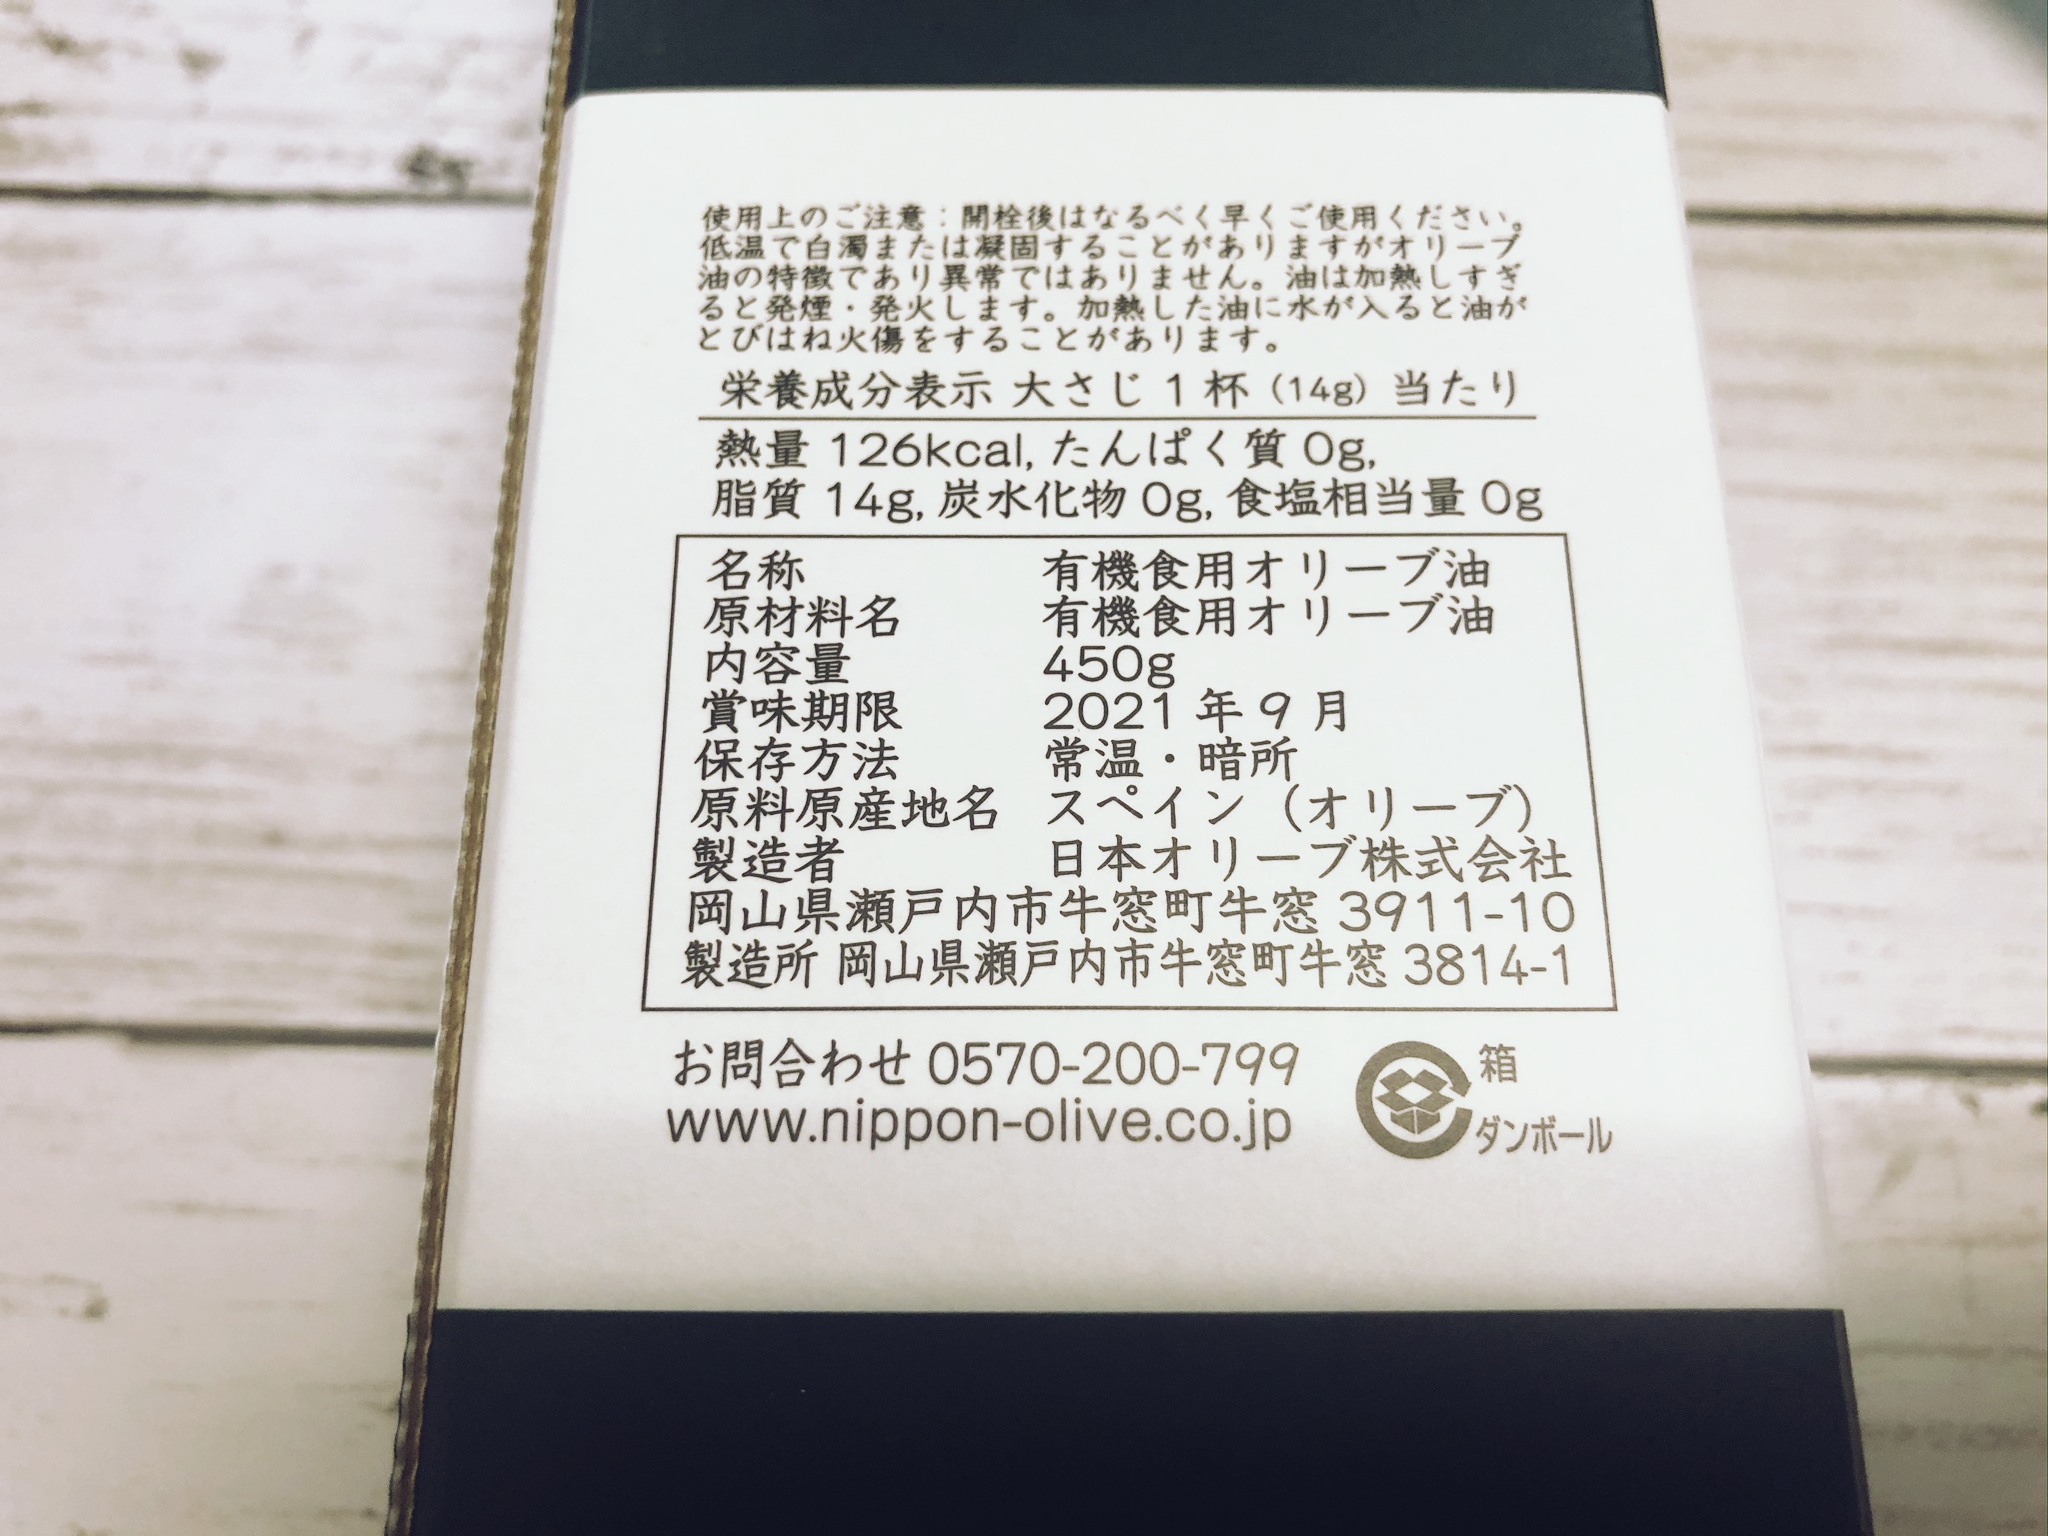 使用上のご注意：開栓後はなるべく早くご使用ください。
低温で白濁または凝固することがありますがオリーブ
油の特徴であり異常ではありません。油は加熱しすぎ
ると発煙・発火します。加熱した油に水が入ると油が
とびはね火傷をすることがあります。
栄養成分表示 大さじ1杯（14g）当たり
熱量 126kcal, たんぱく質 0g,
脂質 14g, 炭水化物 0g, 食塩相当量 0g
名称 有機食用オリーブ油
原材料名 有機食用オリーブ油
内容量 450g
賞味期限 2021年9月
保存方法 常温・暗所
原料原産地名 スペイン（オリーブ）
製造者 日本オリーブ株式会社
岡山県瀬戸内市牛窓町牛窓 3911-10
製造所 岡山県瀬戸内市牛窓町牛窓 3814-1
お問合わせ 0570-200-799
www.nippon-olive.co.jp
箱
ダンボール